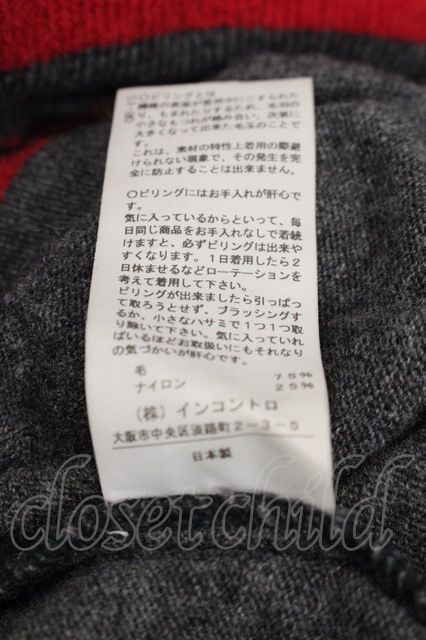 〇ピリングとは
繊維の表面が着用中にこすられた
り、もまれたりするため、毛羽の
小さなもつれが絡み合い、次第に
大きくなって出来た毛玉のことで
す。
これは、素材の特性上着用の際避
けられない現象で、その発生を完
全に防止することは出来ません。
〇ピリングにはお手入れが肝心です。
気に入っているからといって、毎
日同じ商品をお手入れなしで着続
けますと、必ずピリングは出来や
すくなります。1日着用したら2
日休ませるなどローテーションを
考えて着用して下さい。
ピリングが出来ましたら引っぱっ
て取ろうとせず、ブラッシングす
るか、小さなハサミで1つ1つ取
り除いて下さい。気に入っていれ
ばいるほどお取扱いにもそれなり
の気づかいが肝心です。
毛 75%
ナイロン 25%
(株)インコントロ
大阪市中央区淡路町2-3-5
日本製
closetchild